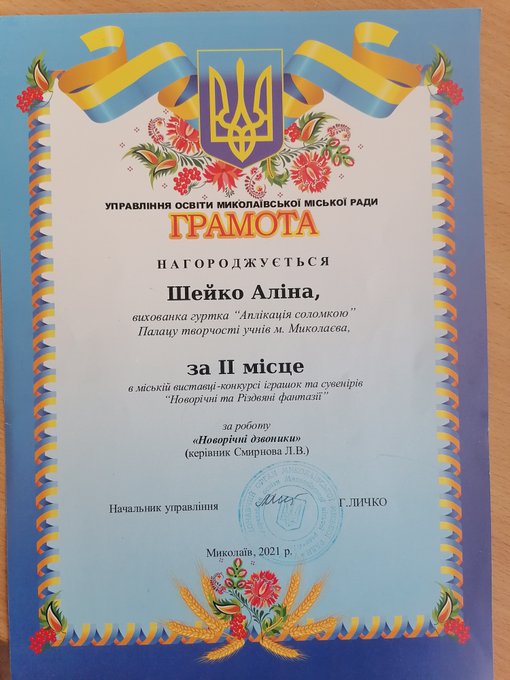 УПРАВЛІННЯ ОСВІТИ МИКОЛАЇВСЬКОЇ МІСЬКОЇ РАДИ
ГРАМОТА
НАГОРОДЖУЄТЬСЯ
Шейко Аліна,
вихованка гуртка “Аплікація соломкою”
Палацу творчості учнів м. Миколаєва,
за ІІ місце
в міській виставці-конкурсі іграшок та сувенірів
“Новорічні та Різдвяні фантазії”
за роботу
«Новорічні дзвоники»
(керівник Смирнова Л.В.)
Начальник управління Г.ЛИЧКО
Миколаїв, 2021 р.